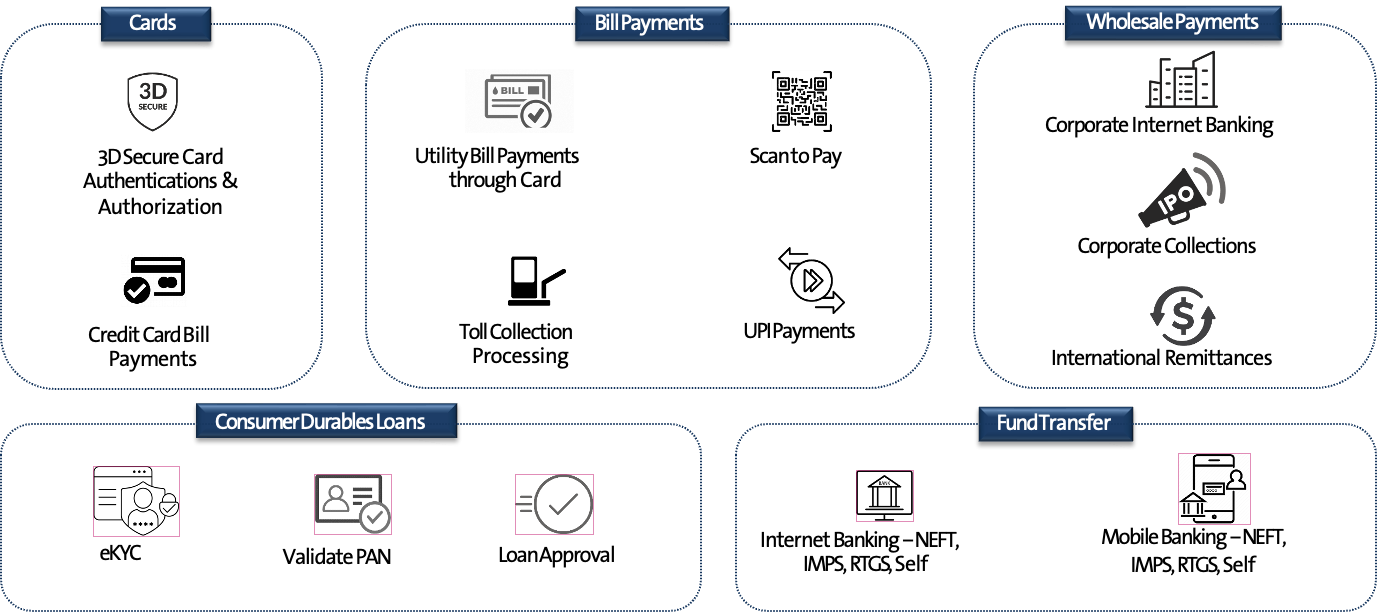 Cards
3D
SECURE
3D Secure Card
Authentications &
Authorization
Credit Card Bill
Payments
Bill Payments
BILL
Utility Bill Payments
through Card
Scan to Pay
Toll Collection
Processing
UPI Payments
Wholesale Payments
Corporate Internet Banking
IPO
Corporate Collections
$
International Remittances
Consumer Durables Loans
eKYC
Validate PAN
Loan Approval
Fund Transfer
BANK
Internet Banking – NEFT,
IMPS, RTGS, Self
Mobile Banking – NEFT,
IMPS, RTGS, Self